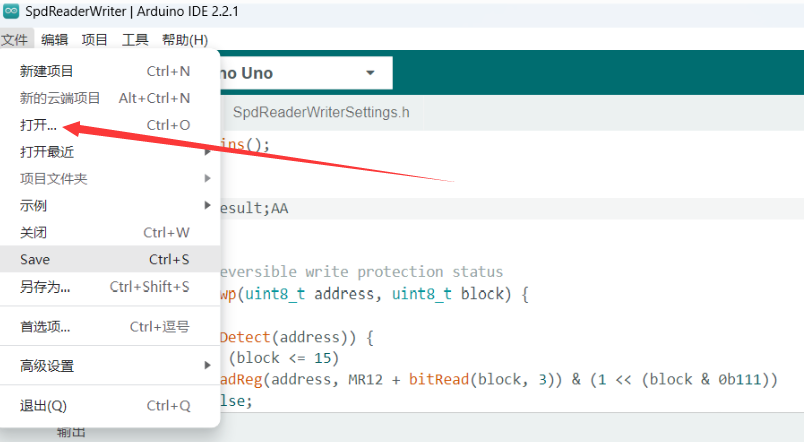 SpdReaderWriter | Arduino IDE 2.2.1
文件 编辑 项目 工具 帮助(H)
no Uno
SpdReaderWriterSettings.h
新建项目 Ctrl+N
新的云端项目 Alt+Ctrl+N
打开... Ctrl+O
打开最近
项目文件夹
示例
关闭 Ctrl+W
Save Ctrl+S
另存为... Ctrl+Shift+S
首选项... Ctrl+逗号
高级设置
退出(Q) Ctrl+Q
ins();
esult;AA
eversible write protection status
wp(uint8_t address, uint8_t block) {
Detect(address)) {
(block <= 15)
adReg(address, MR12 + bitRead(block, 3)) & (1 << (block & 0b111))
lse;
输出